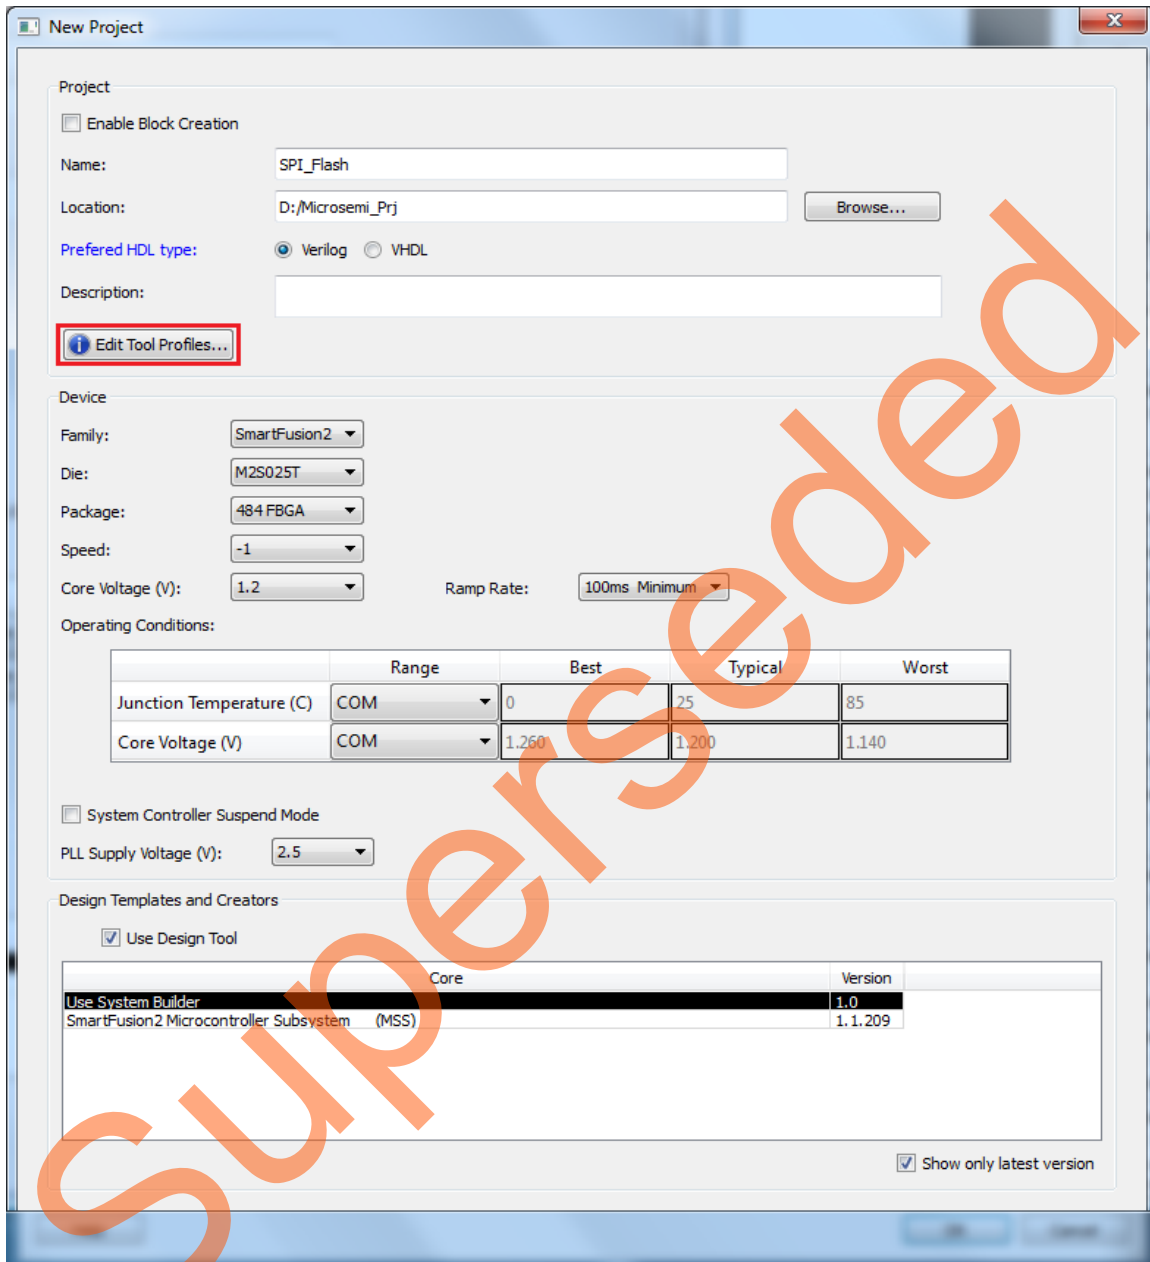 New Project
Project
Enable Block Creation
Name: SPI_Flash
Location: D:/Microsemi_Prj Browse...
Prefered HDL type: Verilog VHDL
Description:
Edit Tool Profiles...
Device
Family: SmartFusion2
Die: M2S025T
Package: 484 FBGA
Speed: -1
Core Voltage (V): 1.2 Ramp Rate: 100ms Minimum
Operating Conditions:
Range Best Typical Worst
Junction Temperature (C) COM 0 25 85
Core Voltage (V) COM 1.260 1.200 1.140
System Controller Suspend Mode
PLL Supply Voltage (V): 2.5
Design Templates and Creators
Use Design Tool
Core Version
Use System Builder 1.0
SmartFusion2 Microcontroller Subsystem (MSS) 1.1.209
Show only latest version
Superseded